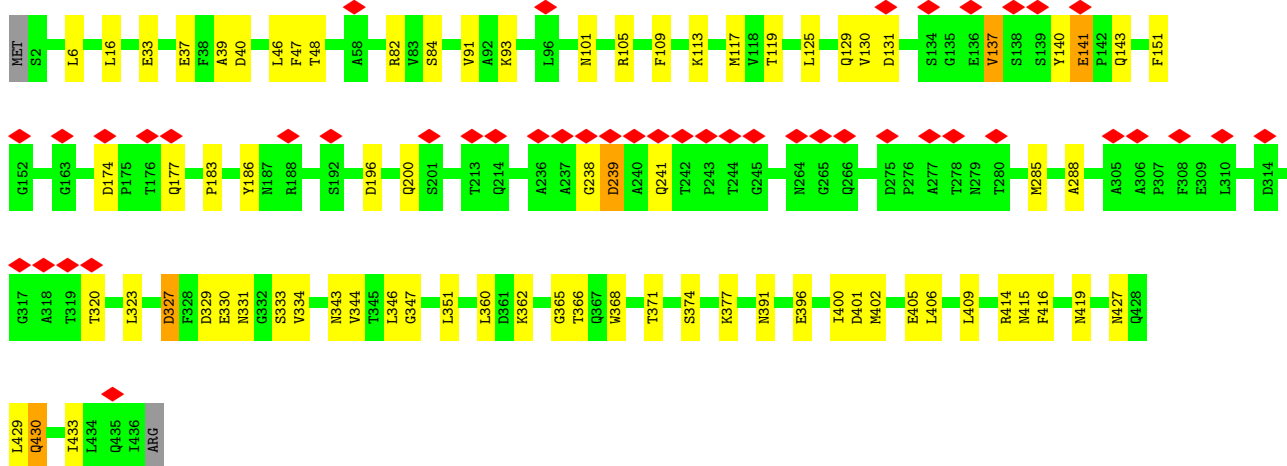 MET S2 L6 L16 E33 E37 F38 A39 D40 L46 F47 T48 A58 R82 V83 S84 V91 A92 K93 L96 N101 R105 F109 K113 M117 V118 T119 L125 Q129 V130 D131 S134 G135 E136 V137 S138 S139 Y140 E141 P142 Q143 F151
G152 G163 D174 P175 T176 Q177 P183 Y186 N187 R188 S192 D196 Q200 S201 T213 Q214 A236 A237 G238 D239 A240 Q241 T242 P243 T244 G245 N264 G265 Q266 D275 P276 A277 T278 N279 T280 M285 A288 A305 A306 P307 F308 E309 L310 D314
G317 A318 T319 T320 L323 D327 F328 D329 E330 N331 G332 S333 V334 N343 V344 T345 L346 G347 L351 L360 D361 K362 G365 T366 Q367 W368 T371 S374 K377 N391 E396 I400 D401 M402 E405 L406 L409 R414 N415 F416 N419 N427 Q428
L429 Q430 I433 L434 Q435 I436 ARG